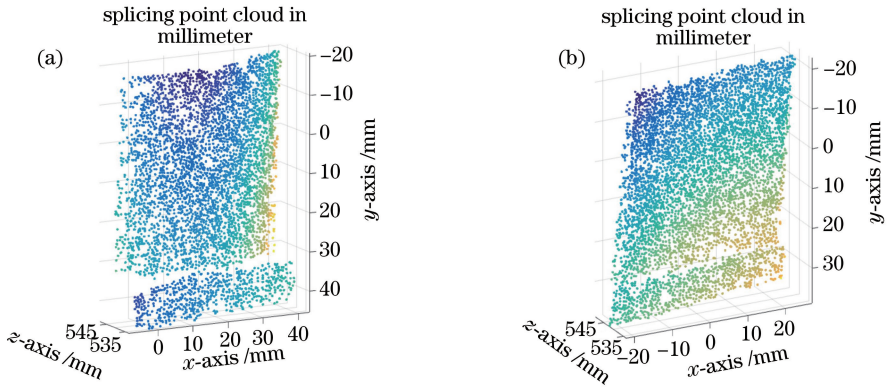 splicing point cloud in
millimeter
(a)
−20
−10
0
10
20
30
40
y-axis /mm
545
535
z-axis /mm
0 10 20 30 40
x-axis /mm
splicing point cloud in
millimeter
(b)
−20
−10
0
10
20
30
y-axis /mm
545
535
z-axis /mm
−20 −10 0 10 20
x-axis /mm